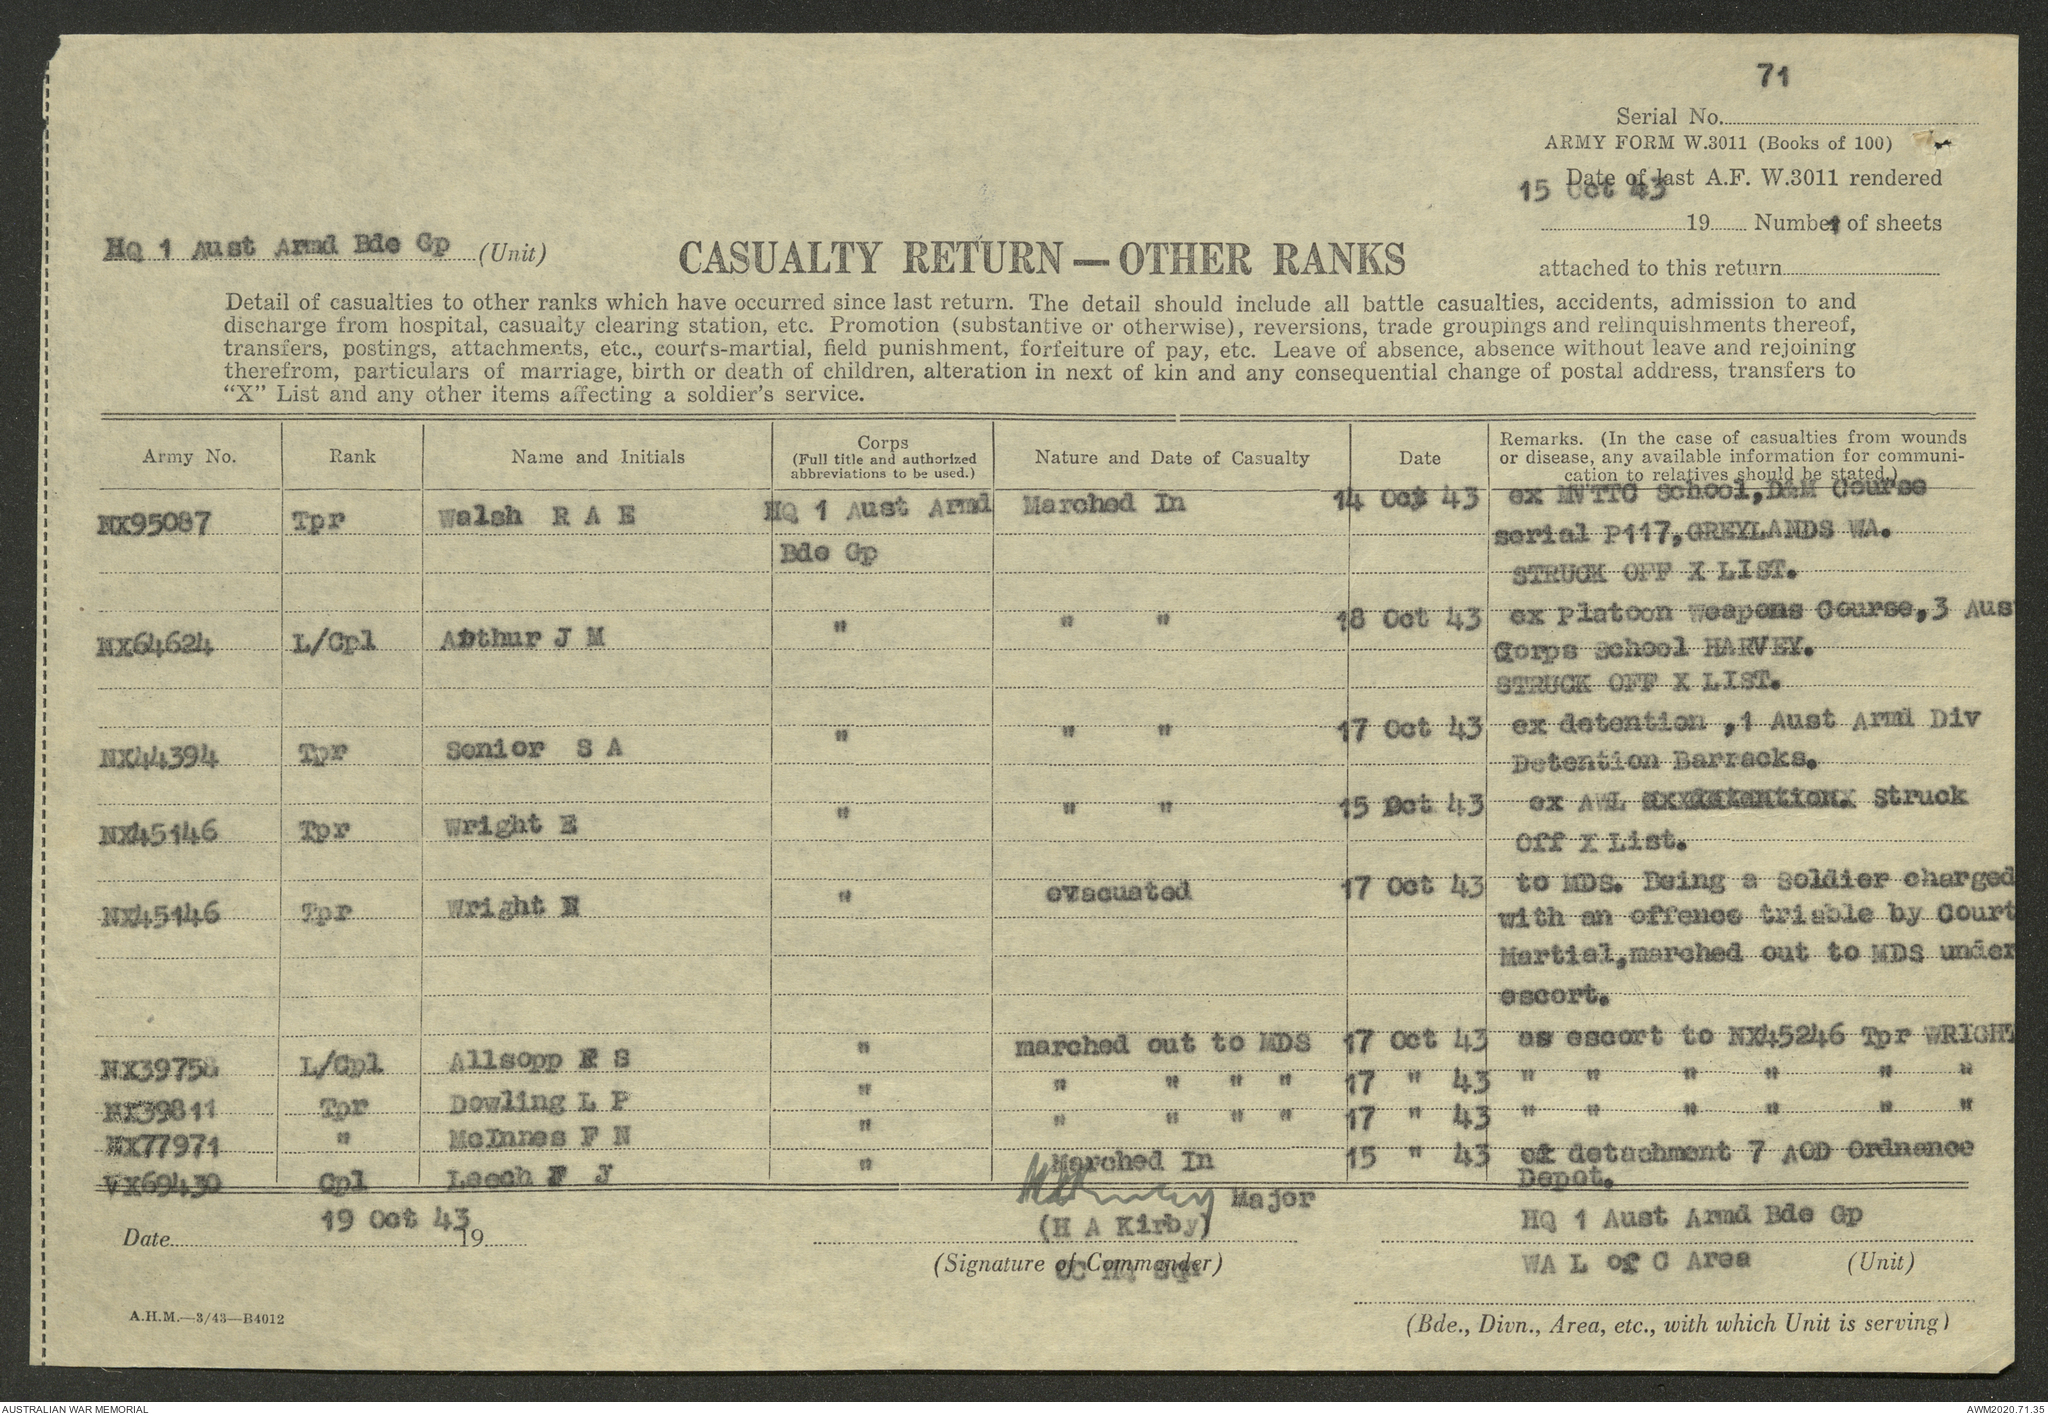 71
Serial No.
ARMY FORM W.3011 (Books of 100)
Date of last A.F. W.3011 rendered
15 Oct 43
19 Number of sheets
1
HQ 1 Aust Armd Bde Gp (Unit)
CASUALTY RETURN — OTHER RANKS
attached to this return
Detail of casualties to other ranks which have occurred since last return. The detail should include all battle casualties, accidents, admission to and
discharge from hospital, casualty clearing station, etc. Promotion (substantive or otherwise), reversions, trade groupings and relinquishments thereof,
transfers, postings, attachments, etc., courts-martial, field punishment, forfeiture of pay, etc. Leave of absence, absence without leave and rejoining
therefrom, particulars of marriage, birth or death of children, alteration in next of kin and any consequential change of postal address, transfers to
"X" List and any other items affecting a soldier's service.
Army No. Rank Name and Initials Corps (Full title and authorized abbreviations to be used.) Nature and Date of Casualty Date Remarks. (In the case of casualties from wounds
or disease, any available information for communi-
cation to relatives should be stated.)
NX95087 Tpr Walsh R A E HQ 1 Aust Armd Marched In 14 Oct 43 ex MVTTC School,D&M Course
Bde Gp serial P117,GREYLANDS WA.
STRUCK OFF X LIST.
NX64624 L/Cpl Arthur J M " " " 18 Oct 43 ex Platoon Weapons Course,3 Aus
Corps School HARVEY.
STRUCK OFF X LIST.
NX44394 Tpr Senior S A " " " 17 Oct 43 ex detention ,1 Aust Armd Div
Detention Barracks.
NX45146 Tpr Wright E " " " 15 Oct 43 ex AWL Struck
Off X List.
NX45146 Tpr Wright E " evacuated 17 Oct 43 to MDS. Being a soldier charged
with an offence triable by Court
Martial,marched out to MDS under
escort.
NX39758 L/Cpl Allsopp F S " marched out to MDS 17 Oct 43 as escort to NX45246 Tpr WRIGHT
NX39811 Tpr Dowling L P " " " " " 17 " 43 " " " " " "
NX77971 " McInnes F N " " " " " 17 " 43 " " " " " "
VX69430 Cpl Leech F J " Marched In 15 " 43 ex detachment 7 AOD Ordnance
Depot.
Major
(H A Kirby)
Date 19 Oct 43 19
(Signature of Commander)
OC HQ Sqn
HQ 1 Aust Armd Bde Gp
WA L of C Area (Unit)
A.H.M.—3/43—B4012
(Bde., Divn., Area, etc., with which Unit is serving)
AUSTRALIAN WAR MEMORIAL
AWM2020.71.35